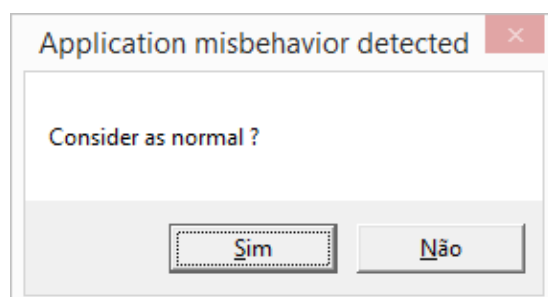 Application misbehavior detected
Consider as normal ?
Sim Não